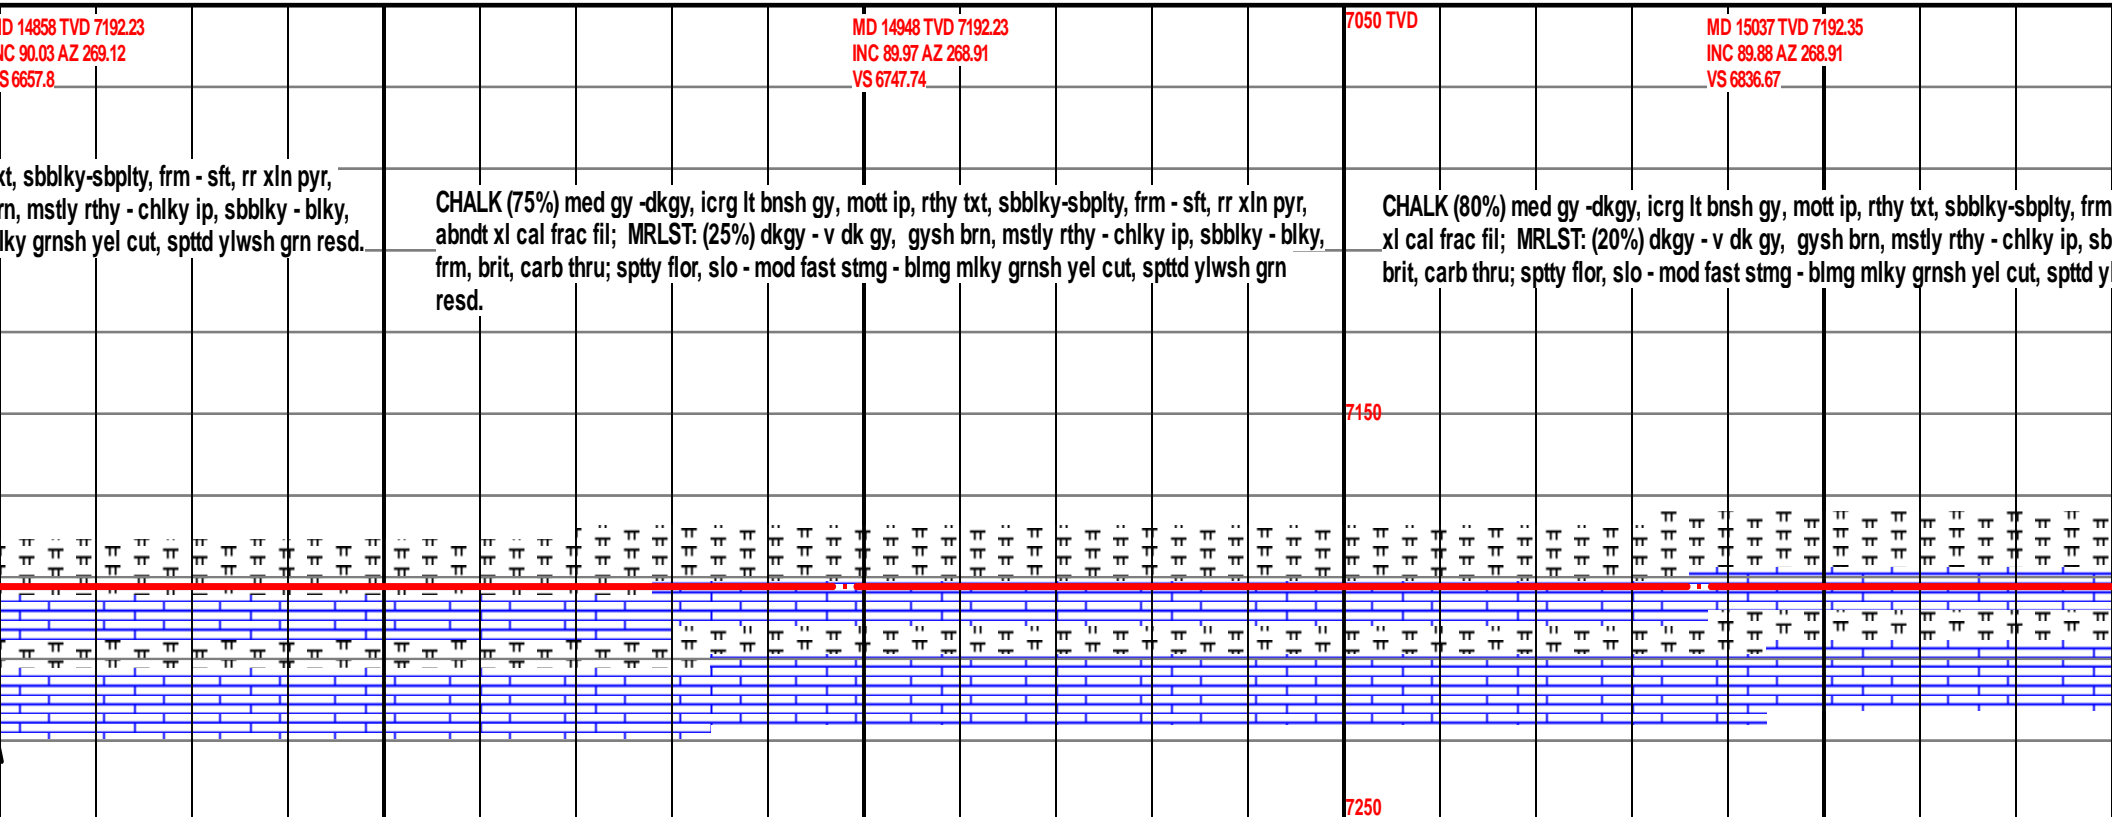 D 14858 TVD 7192.23
NC 90.03 AZ 269.12
S 6657.8
MD 14948 TVD 7192.23
INC 89.97 AZ 268.91
VS 6747.74
7050 TVD
MD 15037 TVD 7192.35
INC 89.88 AZ 268.91
VS 6836.67
xt, sbblky-sbplty, frm - sft, rr xln pyr,
rn, mstly rthy - chlky ip, sbblky - blky,
lky grnsh yel cut, spttd ylwsh grn resd.
CHALK (75%) med gy -dkgy, icrg lt bnsh gy, mott ip, rthy txt, sbblky-sbplty, frm - sft, rr xln pyr,
abndt xl cal frac fil;  MRLST: (25%) dkgy - v dk gy,  gysh brn, mstly rthy - chlky ip, sbblky - blky,
frm, brit, carb thru; sptty flor, slo - mod fast stmg - blmg mlky grnsh yel cut, spttd ylwsh grn
resd.
CHALK (80%) med gy -dkgy, icrg lt bnsh gy, mott ip, rthy txt, sbblky-sbplty, frm
xl cal frac fil;  MRLST: (20%) dkgy - v dk gy,  gysh brn, mstly rthy - chlky ip, sb
brit, carb thru; sptty flor, slo - mod fast stmg - blmg mlky grnsh yel cut, spttd yl
7150
7250